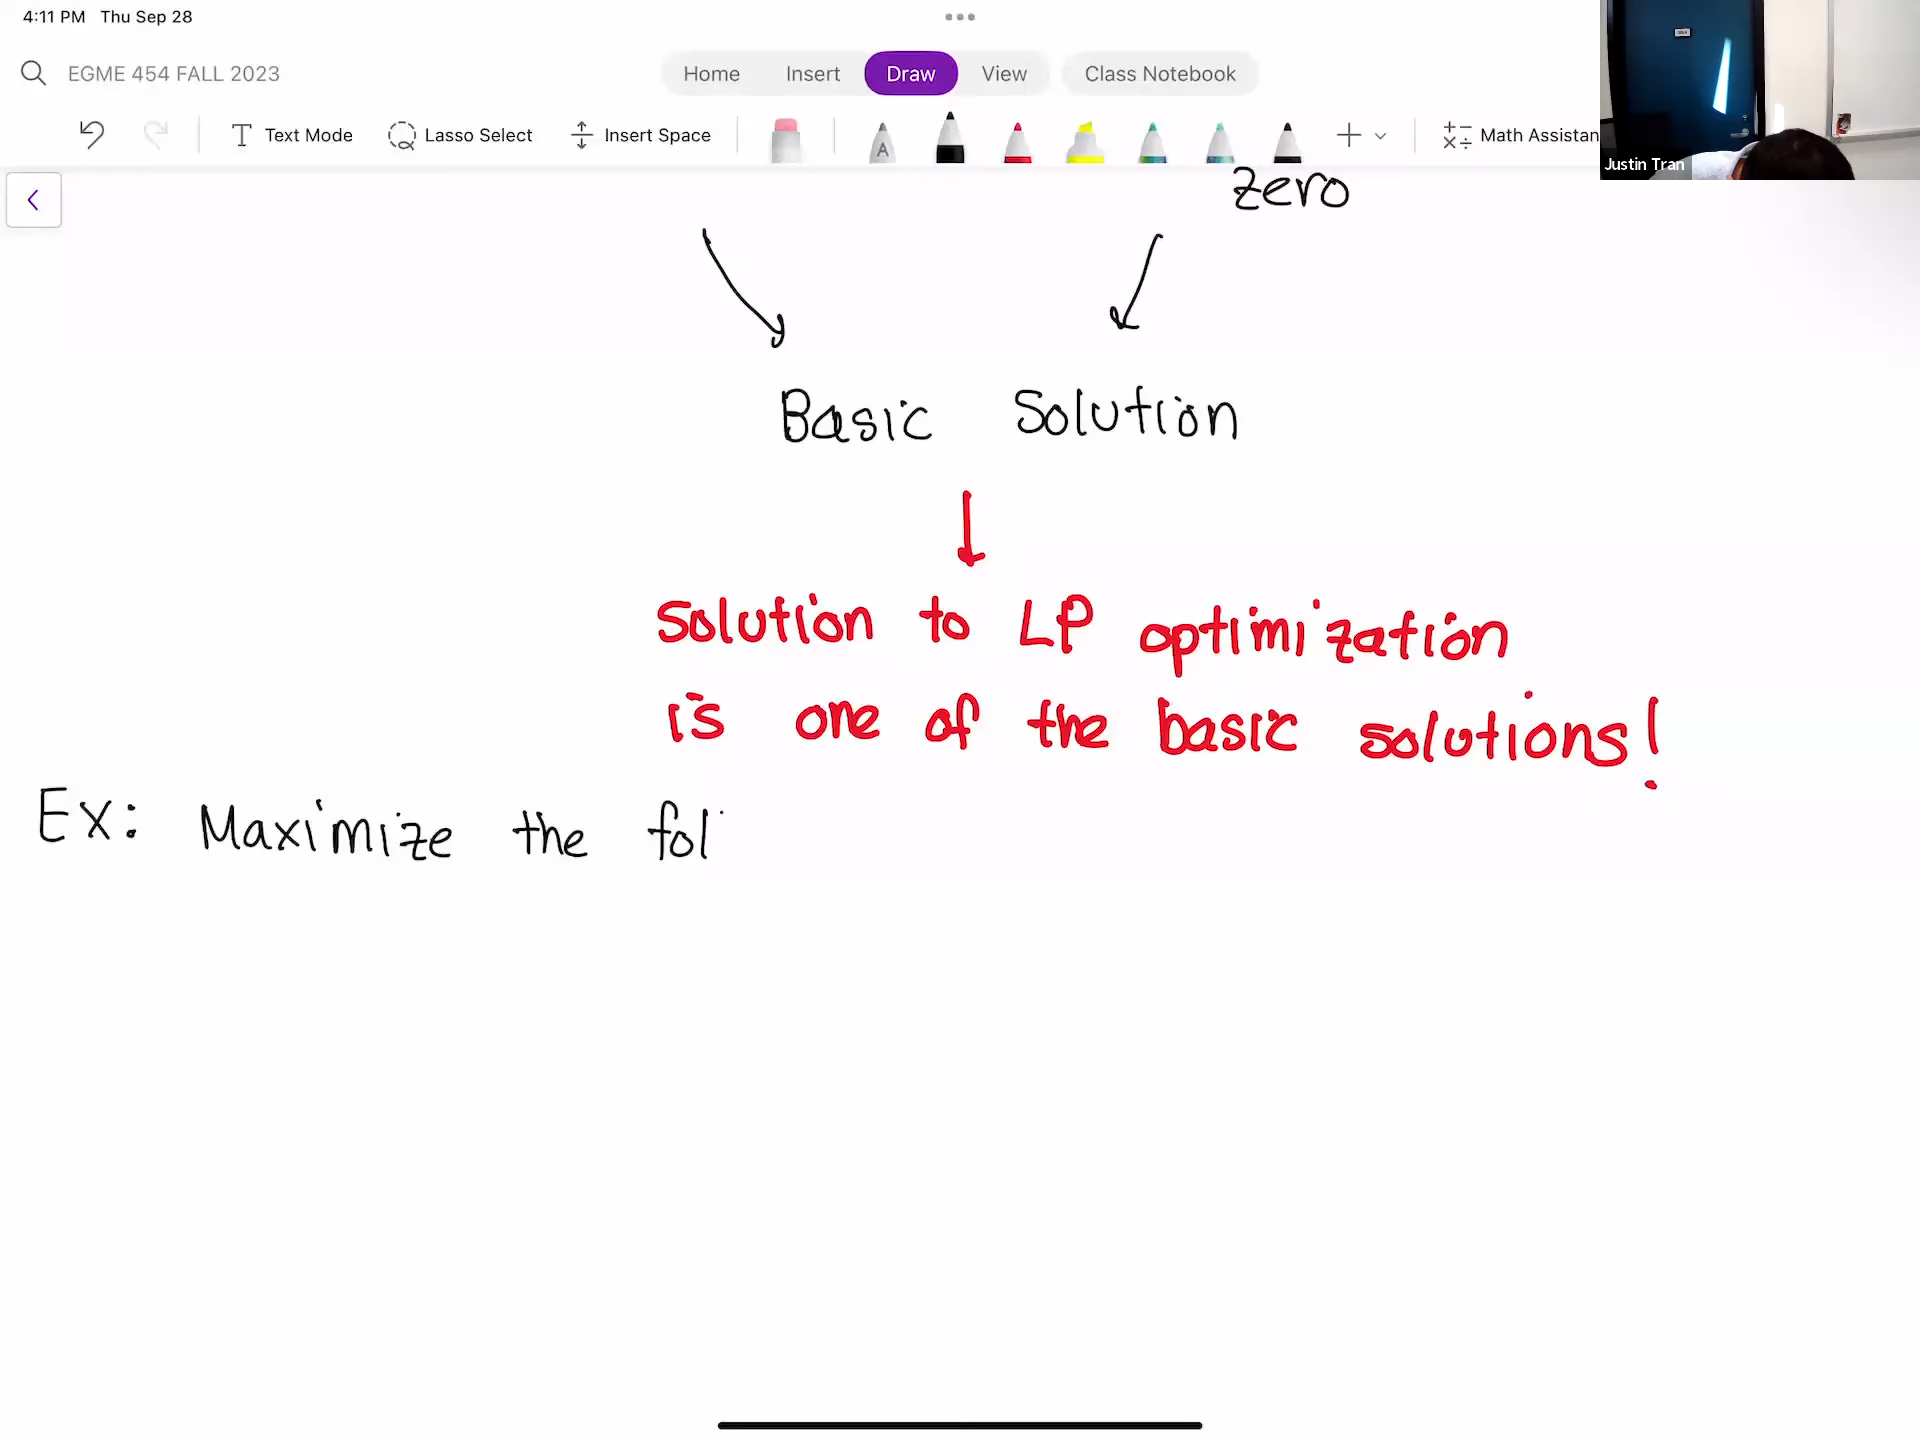 4:11 PM Thu Sep 28
EGME 454 FALL 2023
Home Insert Draw View Class Notebook
Text Mode Lasso Select Insert Space A Math Assistan
Justin Tran
zero
Basic Solution
Solution to LP optimization
is one of the basic solutions!
Ex: Maximize the fol